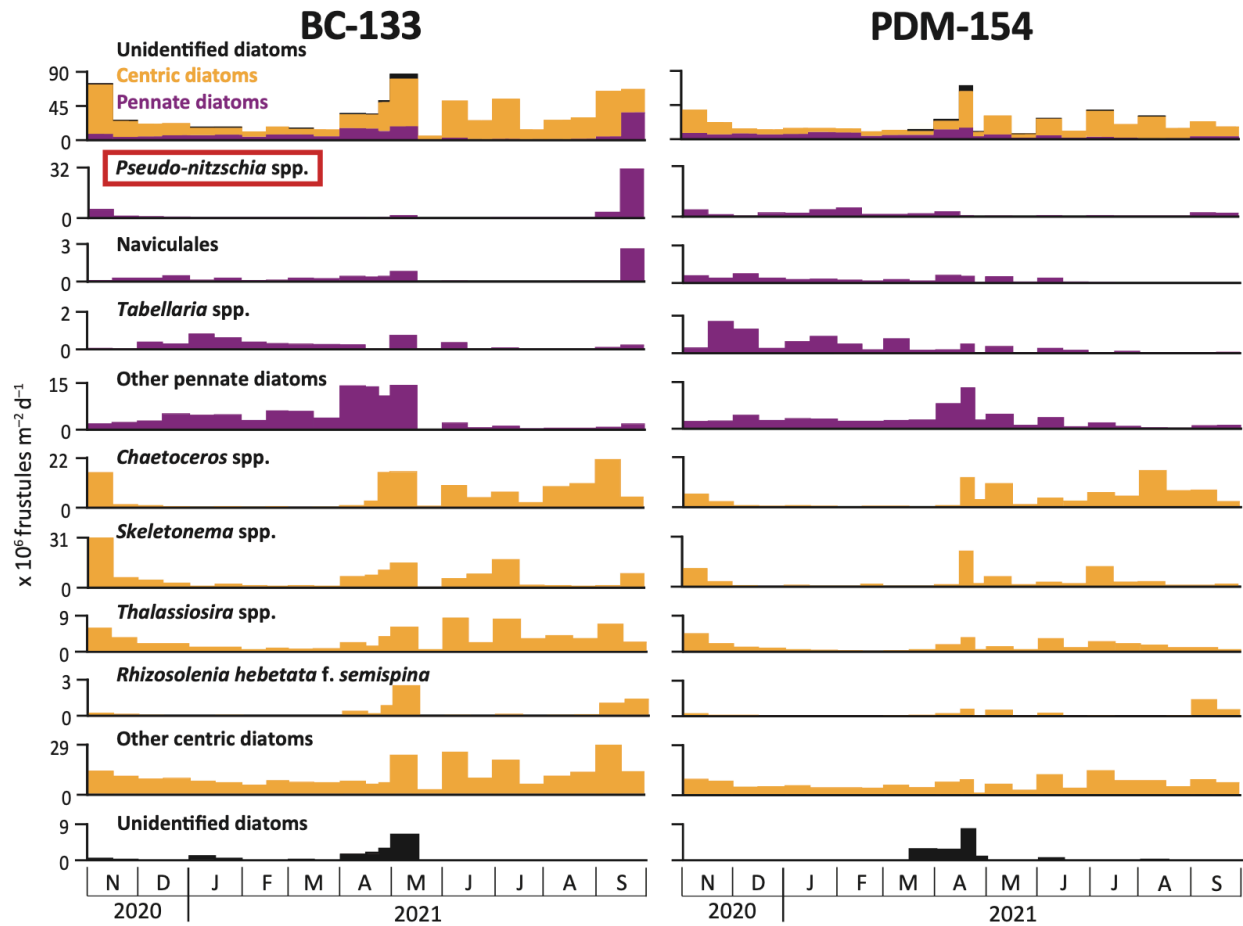 BC-133
PDM-154
Unidentified diatoms
Centric diatoms
Pennate diatoms
90
45
0
Pseudo-nitzschia spp.
32
0
Naviculales
3
0
Tabellaria spp.
2
0
Other pennate diatoms
15
0
Chaetoceros spp.
22
0
Skeletonema spp.
31
0
Thalassiosira spp.
9
0
Rhizosolenia hebetata f. semispina
3
0
Other centric diatoms
29
0
Unidentified diatoms
9
0
x 10⁶ frustules m⁻² d⁻¹
N D J F M A M J J A S
2020 2021
N D J F M A M J J A S
2020 2021